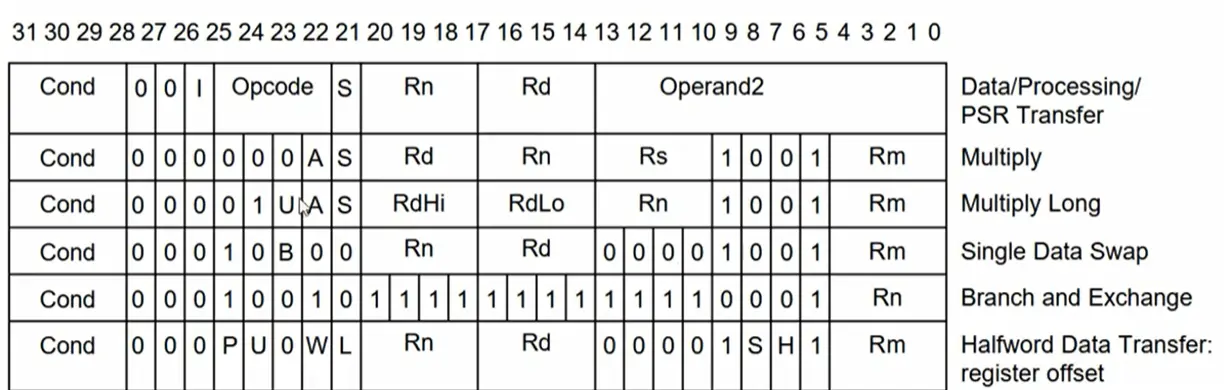 31 30 29 28 27 26 25 24 23 22 21 20 19 18 17 16 15 14 13 12 11 10 9 8 7 6 5 4 3 2 1 0
Cond 0 0 I Opcode S Rn Rd Operand2 Data/Processing/
PSR Transfer
Cond 0 0 0 0 0 0 A S Rd Rn Rs 1 0 0 1 Rm Multiply
Cond 0 0 0 0 1 U A S RdHi RdLo Rn 1 0 0 1 Rm Multiply Long
Cond 0 0 0 1 0 B 0 0 Rn Rd 0 0 0 0 1 0 0 1 Rm Single Data Swap
Cond 0 0 0 1 0 0 1 0 1 1 1 1 1 1 1 1 1 1 1 1 0 0 0 1 Rn Branch and Exchange
Cond 0 0 0 P U 0 W L Rn Rd 0 0 0 0 1 S H 1 Rm Halfword Data Transfer:
register offset